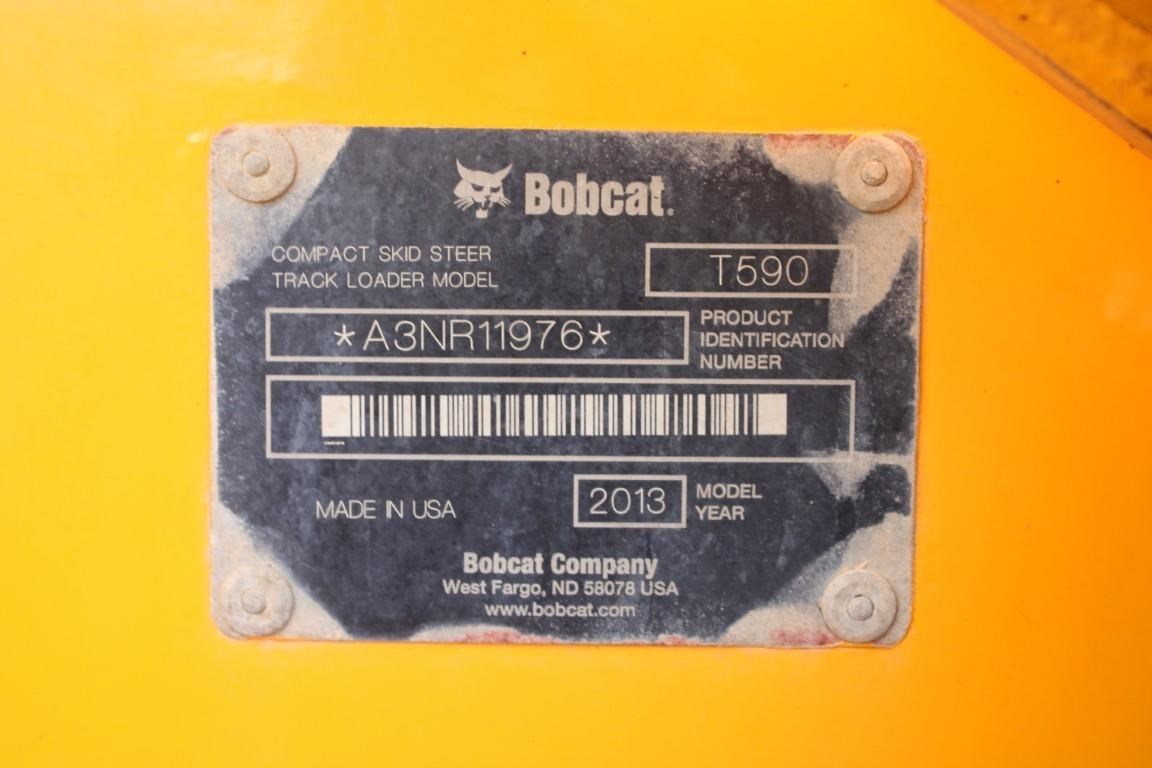 Bobcat.
COMPACT SKID STEER
TRACK LOADER MODEL
T590
*A3NR11976*
PRODUCT
IDENTIFICATION
NUMBER
MADE IN USA
2013
MODEL
YEAR
Bobcat Company
West Fargo, ND 58078 USA
www.bobcat.com